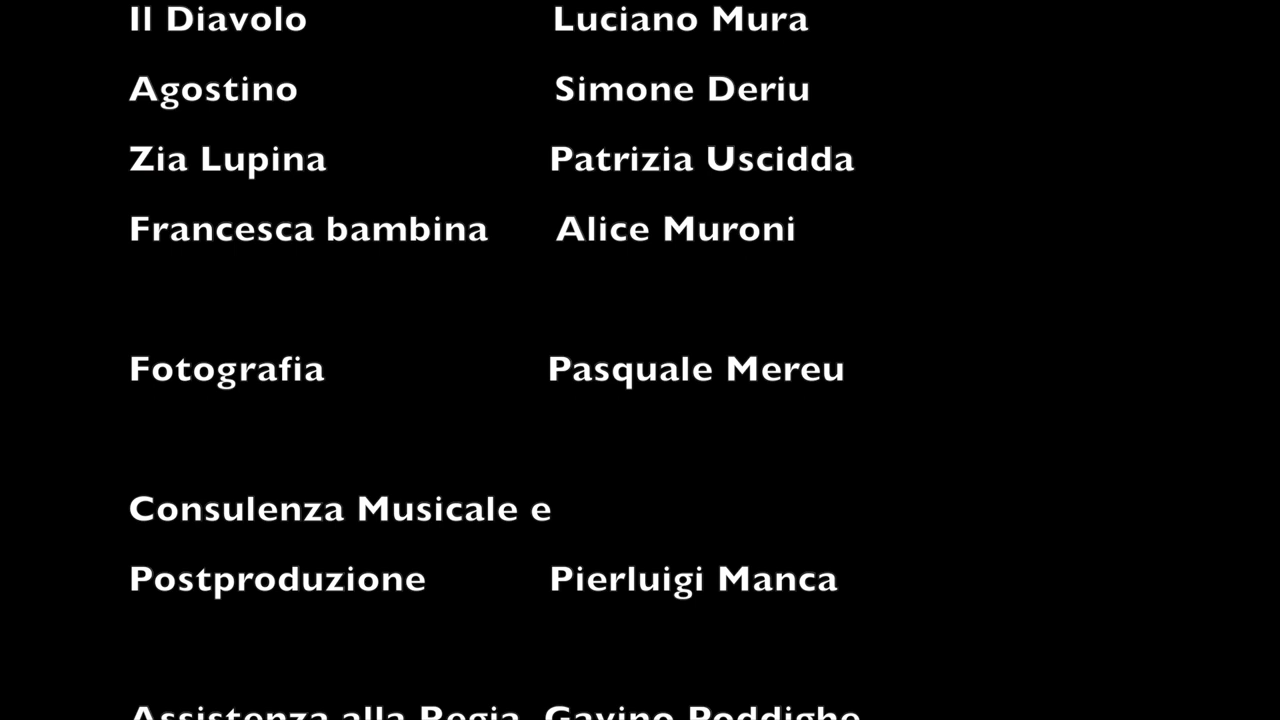 Il Diavolo Luciano Mura
Agostino Simone Deriu
Zia Lupina Patrizia Uscidda
Francesca bambina Alice Muroni
Fotografia Pasquale Mereu
Consulenza Musicale e
Postproduzione Pierluigi Manca
Assistenza alla Regia Gavino Poddighe